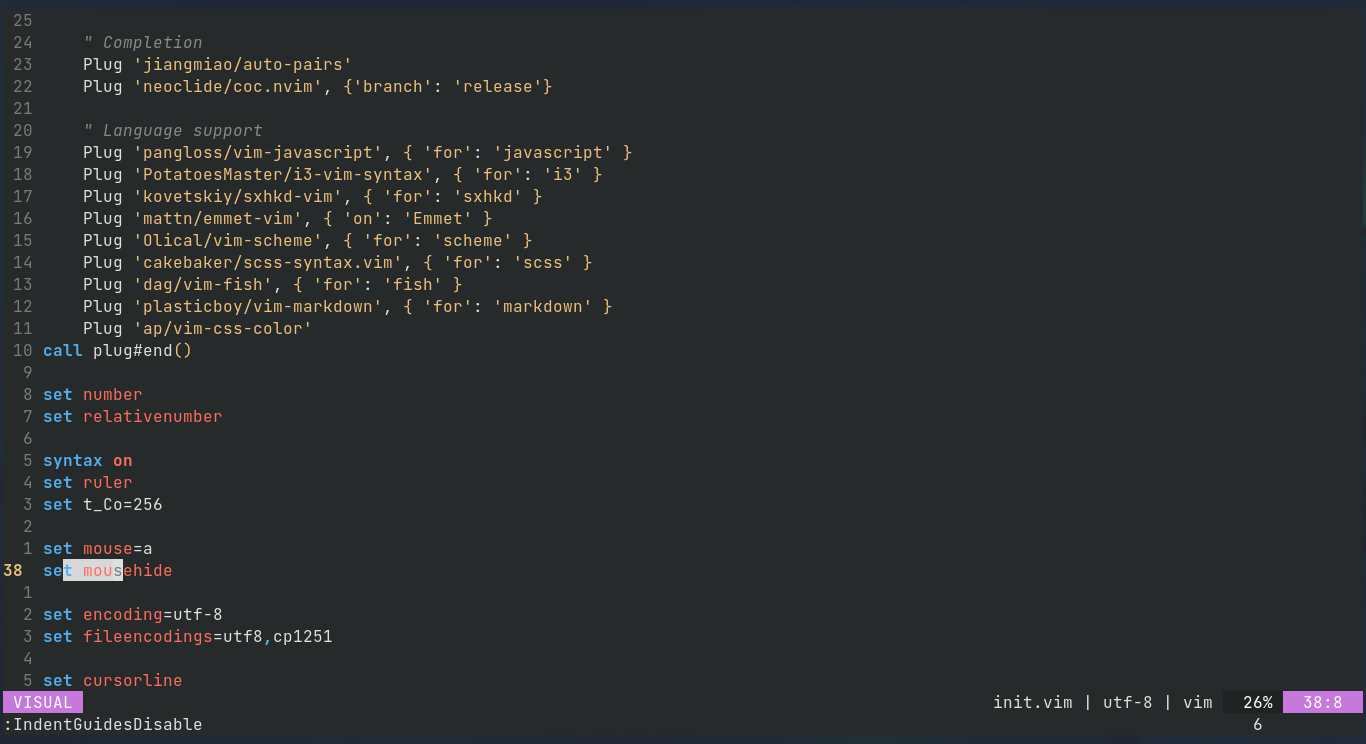 25
24 " Completion
23 Plug 'jiangmiao/auto-pairs'
22 Plug 'neoclide/coc.nvim', {'branch': 'release'}
21
20 " Language support
19 Plug 'pangloss/vim-javascript', { 'for': 'javascript' }
18 Plug 'PotatoesMaster/i3-vim-syntax', { 'for': 'i3' }
17 Plug 'kovetskiy/sxhkd-vim', { 'for': 'sxhkd' }
16 Plug 'mattn/emmet-vim', { 'on': 'Emmet' }
15 Plug 'Olical/vim-scheme', { 'for': 'scheme' }
14 Plug 'cakebaker/scss-syntax.vim', { 'for': 'scss' }
13 Plug 'dag/vim-fish', { 'for': 'fish' }
12 Plug 'plasticboy/vim-markdown', { 'for': 'markdown' }
11 Plug 'ap/vim-css-color'
10 call plug#end()
9
8 set number
7 set relativenumber
6
5 syntax on
4 set ruler
3 set t_Co=256
2
1 set mouse=a
38 set mousehide
1
2 set encoding=utf-8
3 set fileencodings=utf8,cp1251
4
5 set cursorline
VISUAL init.vim | utf-8 | vim 26% 38:8
:IndentGuidesDisable 6